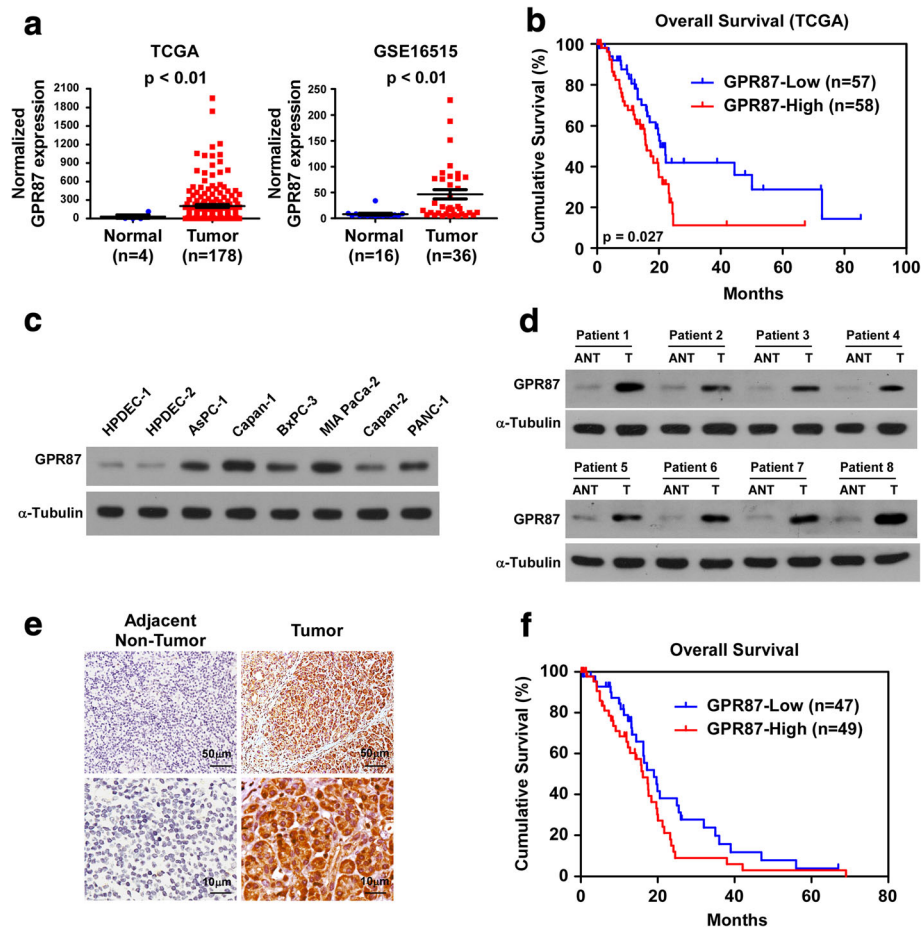 a
TCGA
p < 0.01
Normalized
GPR87 expression
2100
1800
1500
1200
900
600
300
0
Normal
(n=4)
Tumor
(n=178)
GSE16515
p < 0.01
Normalized
GPR87 expression
250
200
150
100
50
0
Normal
(n=16)
Tumor
(n=36)
b
Overall Survival (TCGA)
Cumulative Survival (%)
100
80
60
40
20
0
GPR87-Low (n=57)
GPR87-High (n=58)
p = 0.027
0 20 40 60 80 100
Months
c
HPDEC-1 HPDEC-2 AsPC-1 Capan-1 BxPC-3 MIA PaCa-2 Capan-2 PANC-1
GPR87
α-Tubulin
d
Patient 1 Patient 2 Patient 3 Patient 4
ANT T ANT T ANT T ANT T
GPR87
α-Tubulin
Patient 5 Patient 6 Patient 7 Patient 8
ANT T ANT T ANT T ANT T
GPR87
α-Tubulin
e
Adjacent
Non-Tumor
Tumor
50μm 50μm
10μm 10μm
f
Overall Survival
Cumulative Survival (%)
100
80
60
40
20
0
GPR87-Low (n=47)
GPR87-High (n=49)
0 20 40 60 80
Months